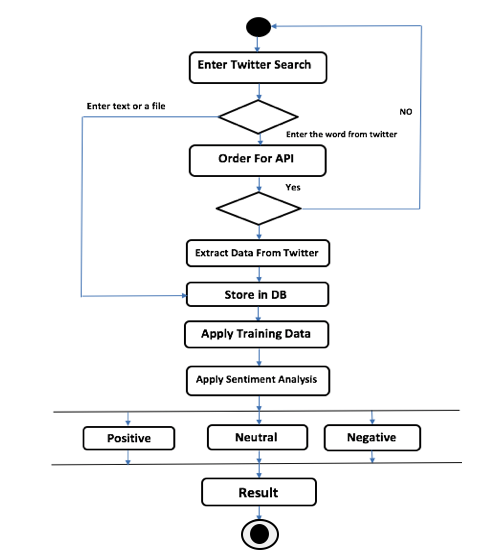 Enter Twitter Search
Enter text or a file
NO
Enter the word from twitter
Order For API
Yes
Extract Data From Twitter
Store in DB
Apply Training Data
Apply Sentiment Analysis
Positive
Neutral
Negative
Result